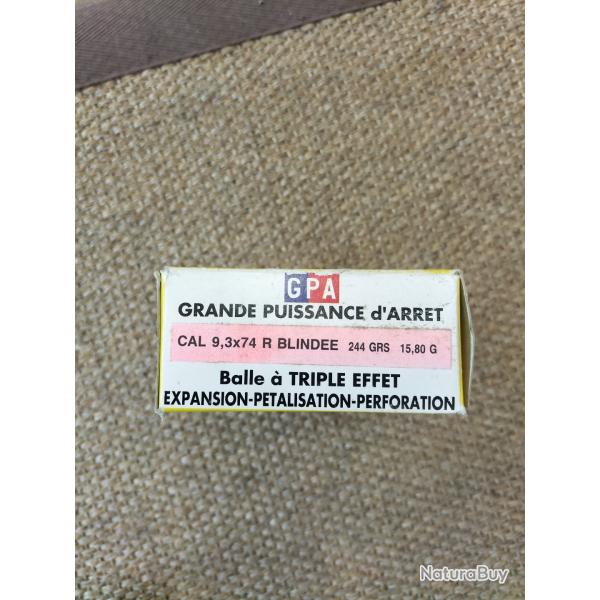 GPA
GRANDE PUISSANCE d'ARRET
CAL 9,3x74 R BLINDEE 244 GRS 15,80 G
Balle à TRIPLE EFFET
EXPANSION-PETALISATION-PERFORATION
NaturaBuy